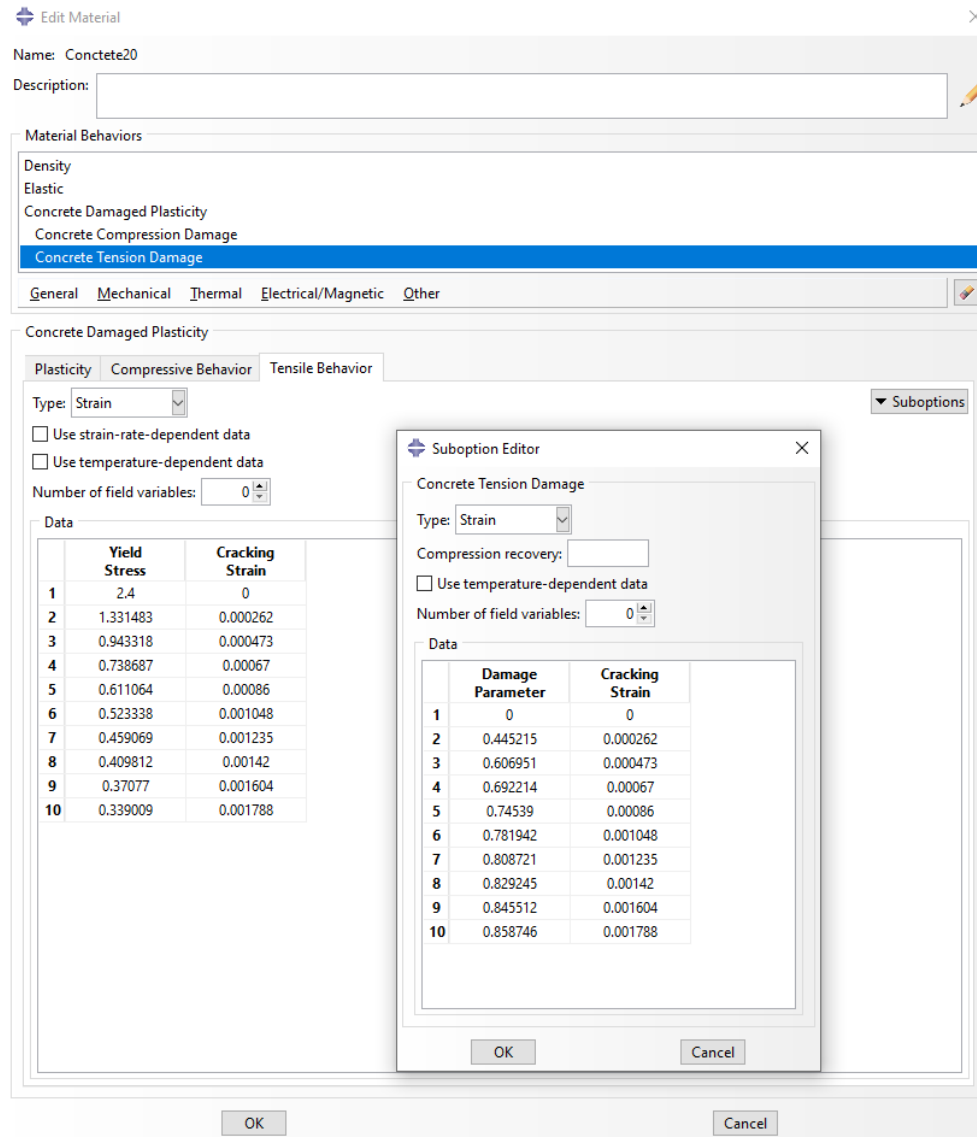 Edit Material
Name: Conctete20
Description:
Material Behaviors
Density
Elastic
Concrete Damaged Plasticity
Concrete Compression Damage
Concrete Tension Damage
General Mechanical Thermal Electrical/Magnetic Other
Concrete Damaged Plasticity
Plasticity Compressive Behavior Tensile Behavior
Type: Strain
Suboptions
Use strain-rate-dependent data
Use temperature-dependent data
Number of field variables: 0
Data
Yield Stress Cracking Strain
1 2.4 0
2 1.331483 0.000262
3 0.943318 0.000473
4 0.738687 0.00067
5 0.611064 0.00086
6 0.523338 0.001048
7 0.459069 0.001235
8 0.409812 0.00142
9 0.37077 0.001604
10 0.339009 0.001788
Suboption Editor
Concrete Tension Damage
Type: Strain
Compression recovery:
Use temperature-dependent data
Number of field variables: 0
Data
Damage Parameter Cracking Strain
1 0 0
2 0.445215 0.000262
3 0.606951 0.000473
4 0.692214 0.00067
5 0.74539 0.00086
6 0.781942 0.001048
7 0.808721 0.001235
8 0.829245 0.00142
9 0.845512 0.001604
10 0.858746 0.001788
OK Cancel
OK Cancel